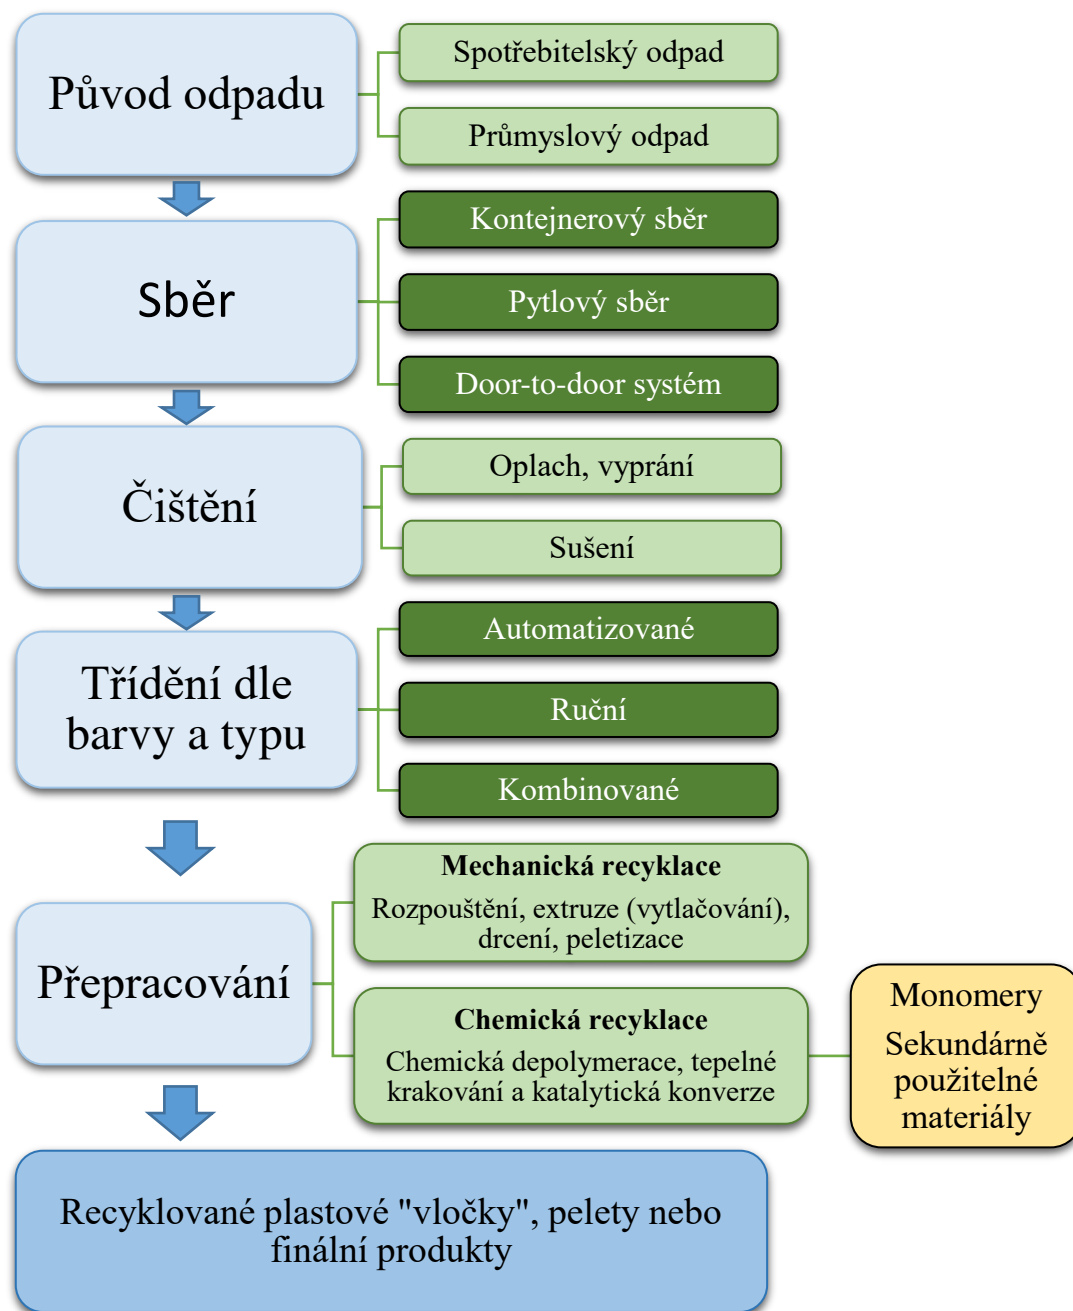 Původ odpadu
Spotřebitelský odpad
Průmyslový odpad
Sběr
Kontejnerový sběr
Pytlový sběr
Door-to-door systém
Čištění
Oplach, vyprání
Sušení
Třídění dle
barvy a typu
Automatizované
Ruční
Kombinované
Přepracování
Mechanická recyklace
Rozpouštění, extruze (vytlačování),
drcení, peletizace
Chemická recyklace
Chemická depolymerace, tepelné
krakování a katalytická konverze
Monomery
Sekundárně
použitelné
materiály
Recyklované plastové "vločky", pelety nebo
finální produkty